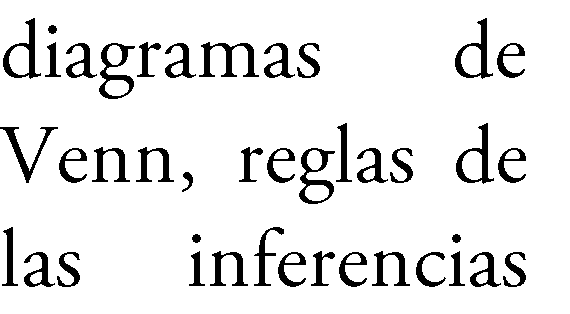 diagramas de
Venn, reglas de
las inferencias